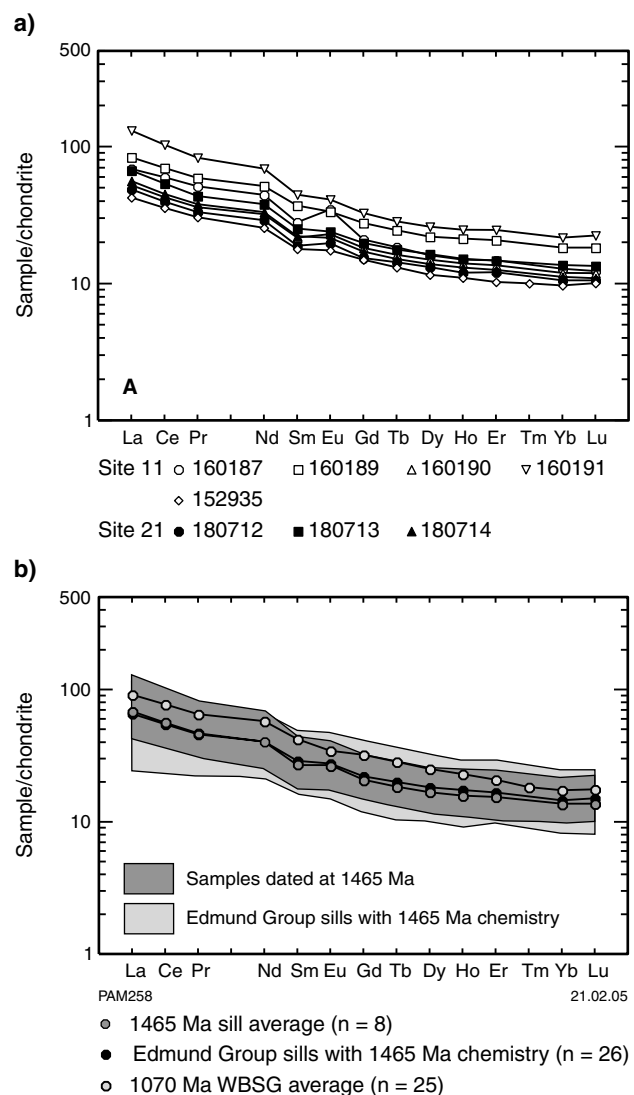 a)
500
100
10
1
Sample/chondrite
A
La Ce Pr Nd Sm Eu Gd Tb Dy Ho Er Tm Yb Lu
Site 11 160187 160189 160190 160191
152935
Site 21 180712 180713 180714
b)
500
100
10
1
Sample/chondrite
Samples dated at 1465 Ma
Edmund Group sills with 1465 Ma chemistry
La Ce Pr Nd Sm Eu Gd Tb Dy Ho Er Tm Yb Lu
PAM258 21.02.05
1465 Ma sill average (n = 8)
Edmund Group sills with 1465 Ma chemistry (n = 26)
1070 Ma WBSG average (n = 25)